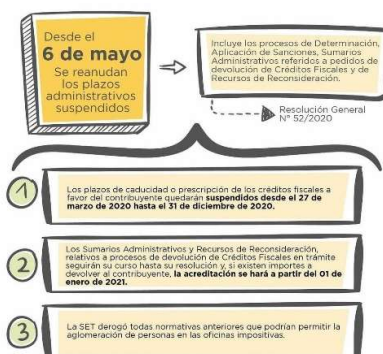 Desde el
6 de mayo
Se reanudan
los plazos
administrativos
suspendidos
Incluye los procesos de Determinación,
Aplicación de Sanciones, Sumarios
Administrativos referidos a pedidos de
devolución de Créditos Fiscales y de
Recursos de Reconsideración.
Resolución General
N° 52/2020
1
Los plazos de caducidad o prescripción de los créditos fiscales a
favor del contribuyente quedarán suspendidos desde el 27 de
marzo de 2020 hasta el 31 de diciembre de 2020.
2
Los Sumarios Administrativos y Recursos de Reconsideración,
relativos a procesos de devolución de Créditos Fiscales en trámite
seguirán su curso hasta su resolución y, si existen importes a
devolver al contribuyente, la acreditación se hará a partir del 01 de
enero de 2021.
3
La SET derogó todas normativas anteriores que podrían permitir la
aglomeración de personas en las oficinas impositivas.